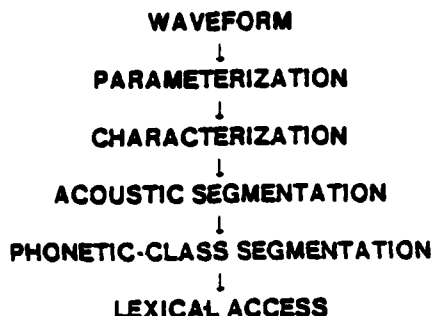 WAVEFORM
PARAMETERIZATION
CHARACTERIZATION
ACOUSTIC SEGMENTATION
PHONETIC-CLASS SEGMENTATION
LEXICAL ACCESS